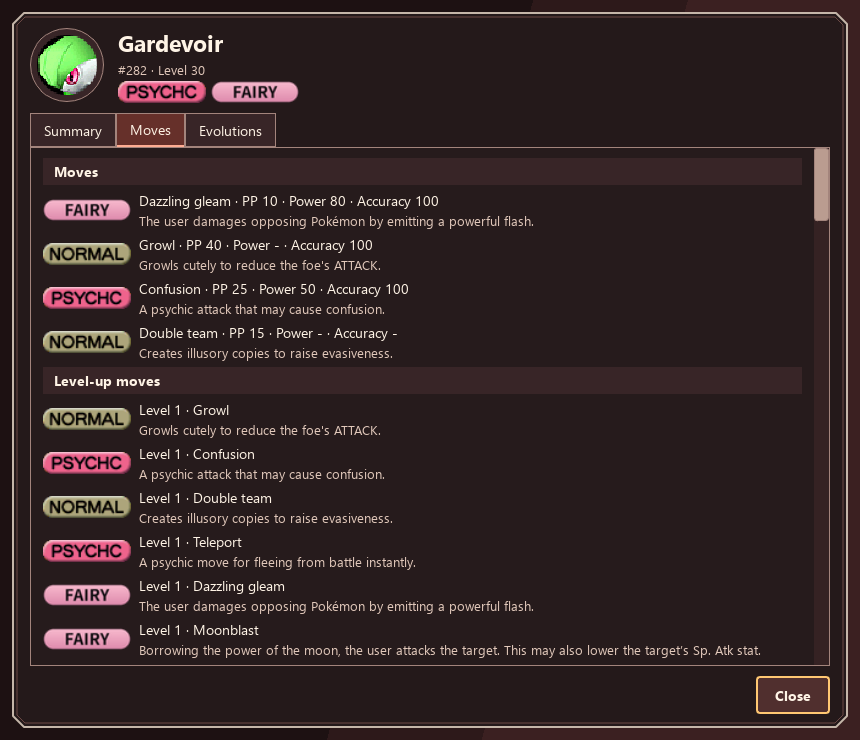 Gardevoir
#282 · Level 30
PSYCHC FAIRY
Summary Moves Evolutions
Moves
FAIRY Dazzling gleam · PP 10 · Power 80 · Accuracy 100
The user damages opposing Pokémon by emitting a powerful flash.
NORMAL Growl · PP 40 · Power - · Accuracy 100
Growls cutely to reduce the foe's ATTACK.
PSYCHC Confusion · PP 25 · Power 50 · Accuracy 100
A psychic attack that may cause confusion.
NORMAL Double team · PP 15 · Power - · Accuracy -
Creates illusory copies to raise evasiveness.
Level-up moves
NORMAL Level 1 · Growl
Growls cutely to reduce the foe's ATTACK.
PSYCHC Level 1 · Confusion
A psychic attack that may cause confusion.
NORMAL Level 1 · Double team
Creates illusory copies to raise evasiveness.
PSYCHC Level 1 · Teleport
A psychic move for fleeing from battle instantly.
FAIRY Level 1 · Dazzling gleam
The user damages opposing Pokémon by emitting a powerful flash.
FAIRY Level 1 · Moonblast
Borrowing the power of the moon, the user attacks the target. This may also lower the target's Sp. Atk stat.
Close